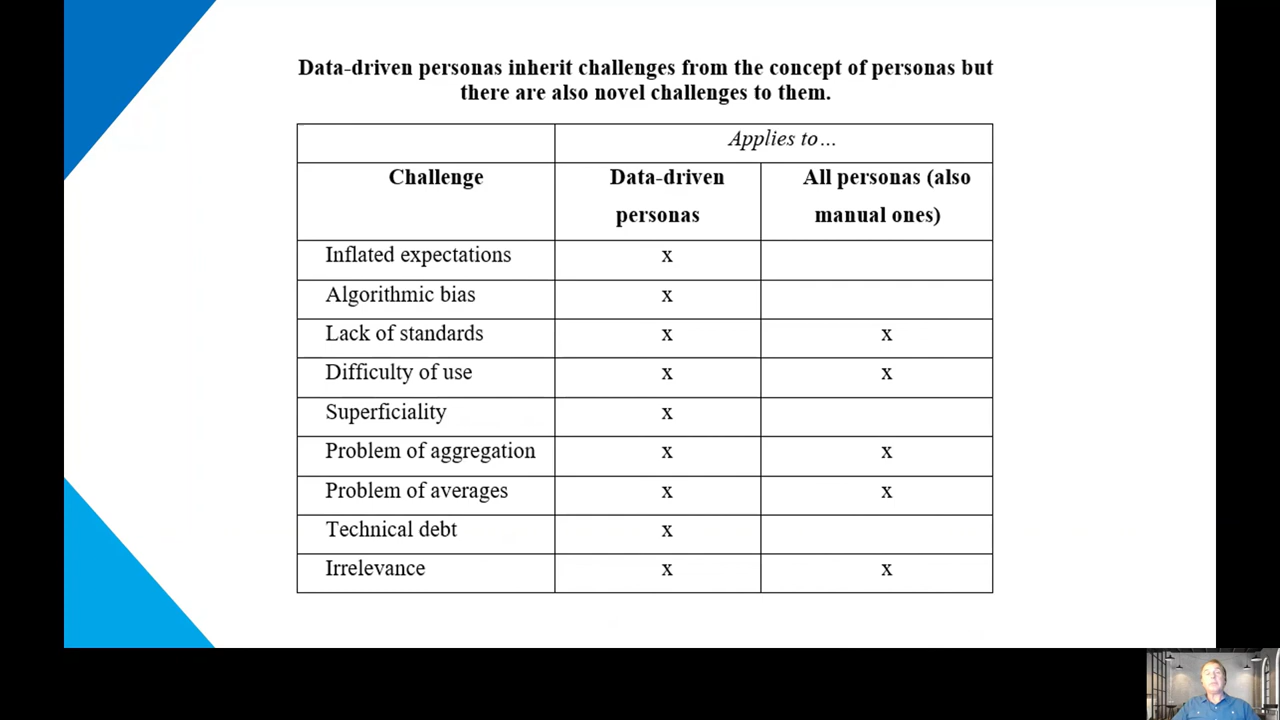 Data-driven personas inherit challenges from the concept of personas but
there are also novel challenges to them.
Applies to…
Challenge
Data-driven
personas
All personas (also
manual ones)
Inflated expectations x
Algorithmic bias x
Lack of standards x x
Difficulty of use x x
Superficiality x
Problem of aggregation x x
Problem of averages x x
Technical debt x
Irrelevance x x